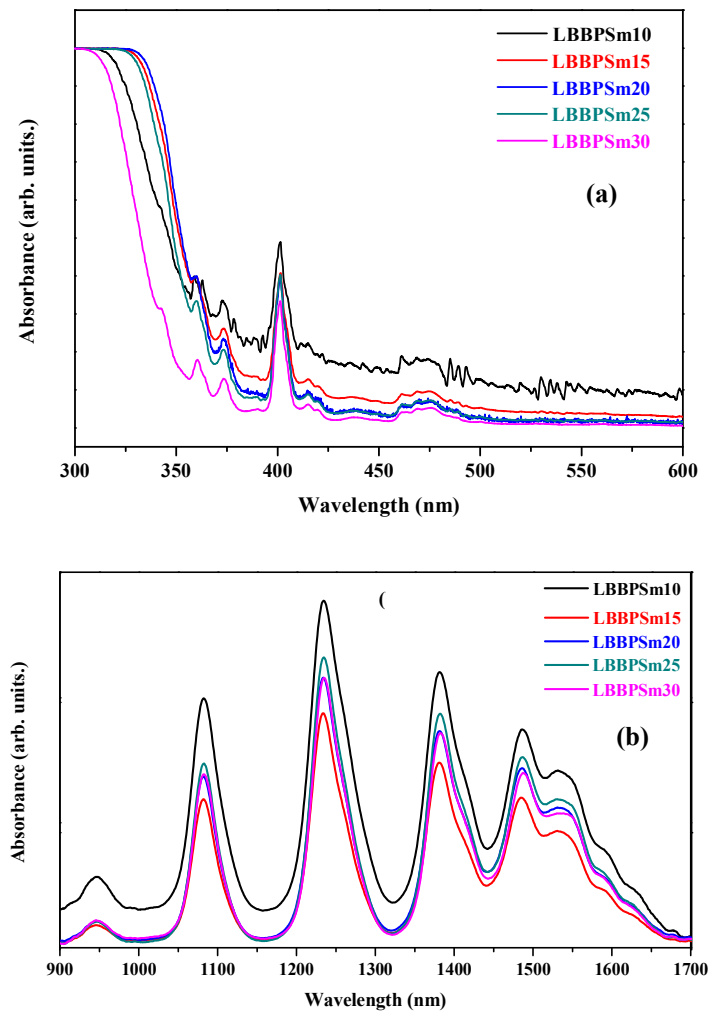 LBBPSm10
LBBPSm15
LBBPSm20
LBBPSm25
LBBPSm30
(a)
Absorbance (arb. units.)
300 350 400 450 500 550 600
Wavelength (nm)
(
LBBPSm10
LBBPSm15
LBBPSm20
LBBPSm25
LBBPSm30
(b)
Absorbance (arb. units.)
900 1000 1100 1200 1300 1400 1500 1600 1700
Wavelength (nm)